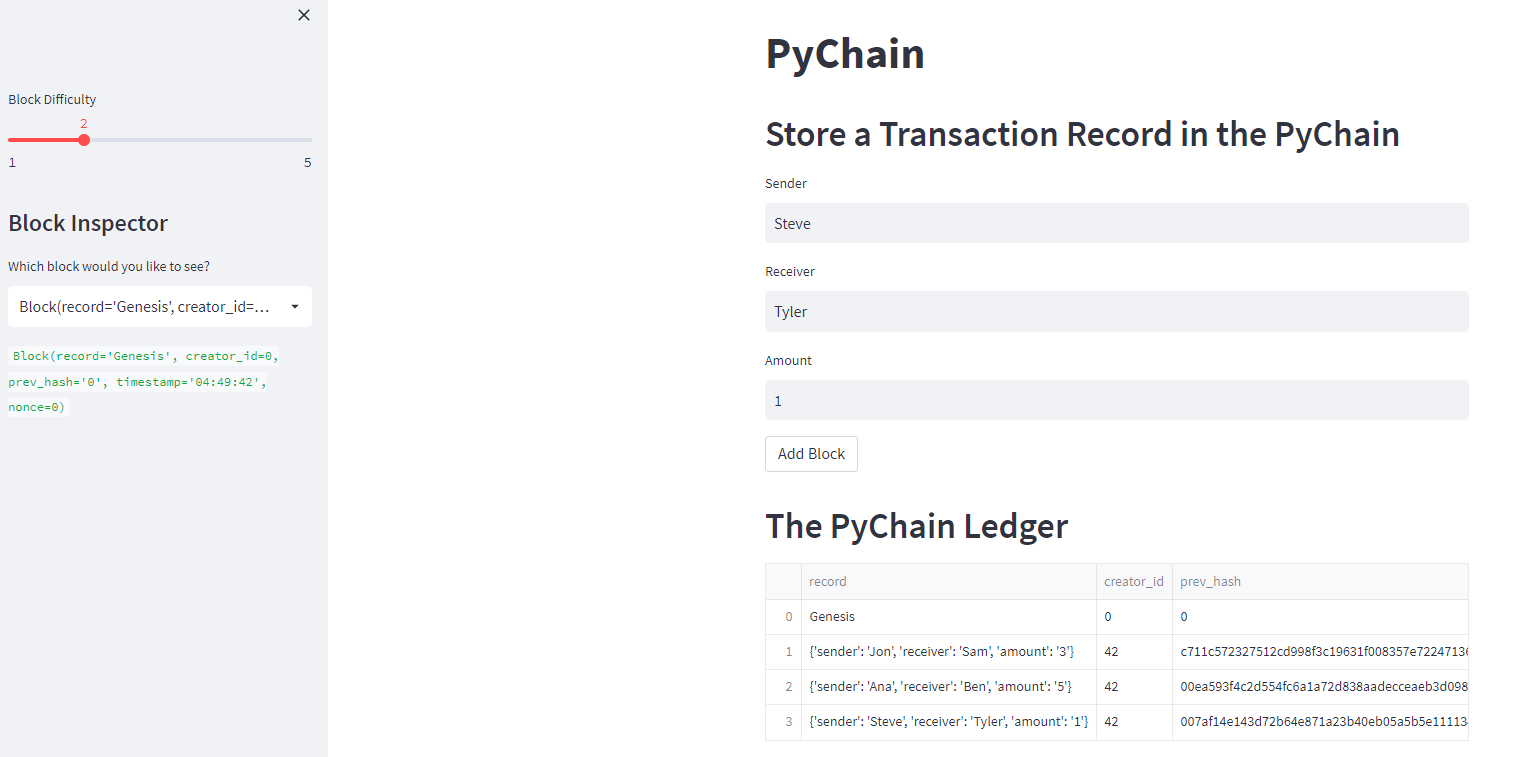 Block Difficulty
2
1 5
Block Inspector
Which block would you like to see?
Block(record='Genesis', creator_id=...
Block(record='Genesis', creator_id=0,
prev_hash='0', timestamp='04:49:42',
nonce=0)
PyChain
Store a Transaction Record in the PyChain
Sender
Steve
Receiver
Tyler
Amount
1
Add Block
The PyChain Ledger
record creator_id prev_hash
0 Genesis 0 0
1 {'sender': 'Jon', 'receiver': 'Sam', 'amount': '3'} 42 c711c572327512cd998f3c19631f008357e72247136
2 {'sender': 'Ana', 'receiver': 'Ben', 'amount': '5'} 42 00ea593f4c2d554fc6a1a72d838aadecceaeb3d098
3 {'sender': 'Steve', 'receiver': 'Tyler', 'amount': '1'} 42 007af14e143d72b64e871a23b40eb05a5b5e11113